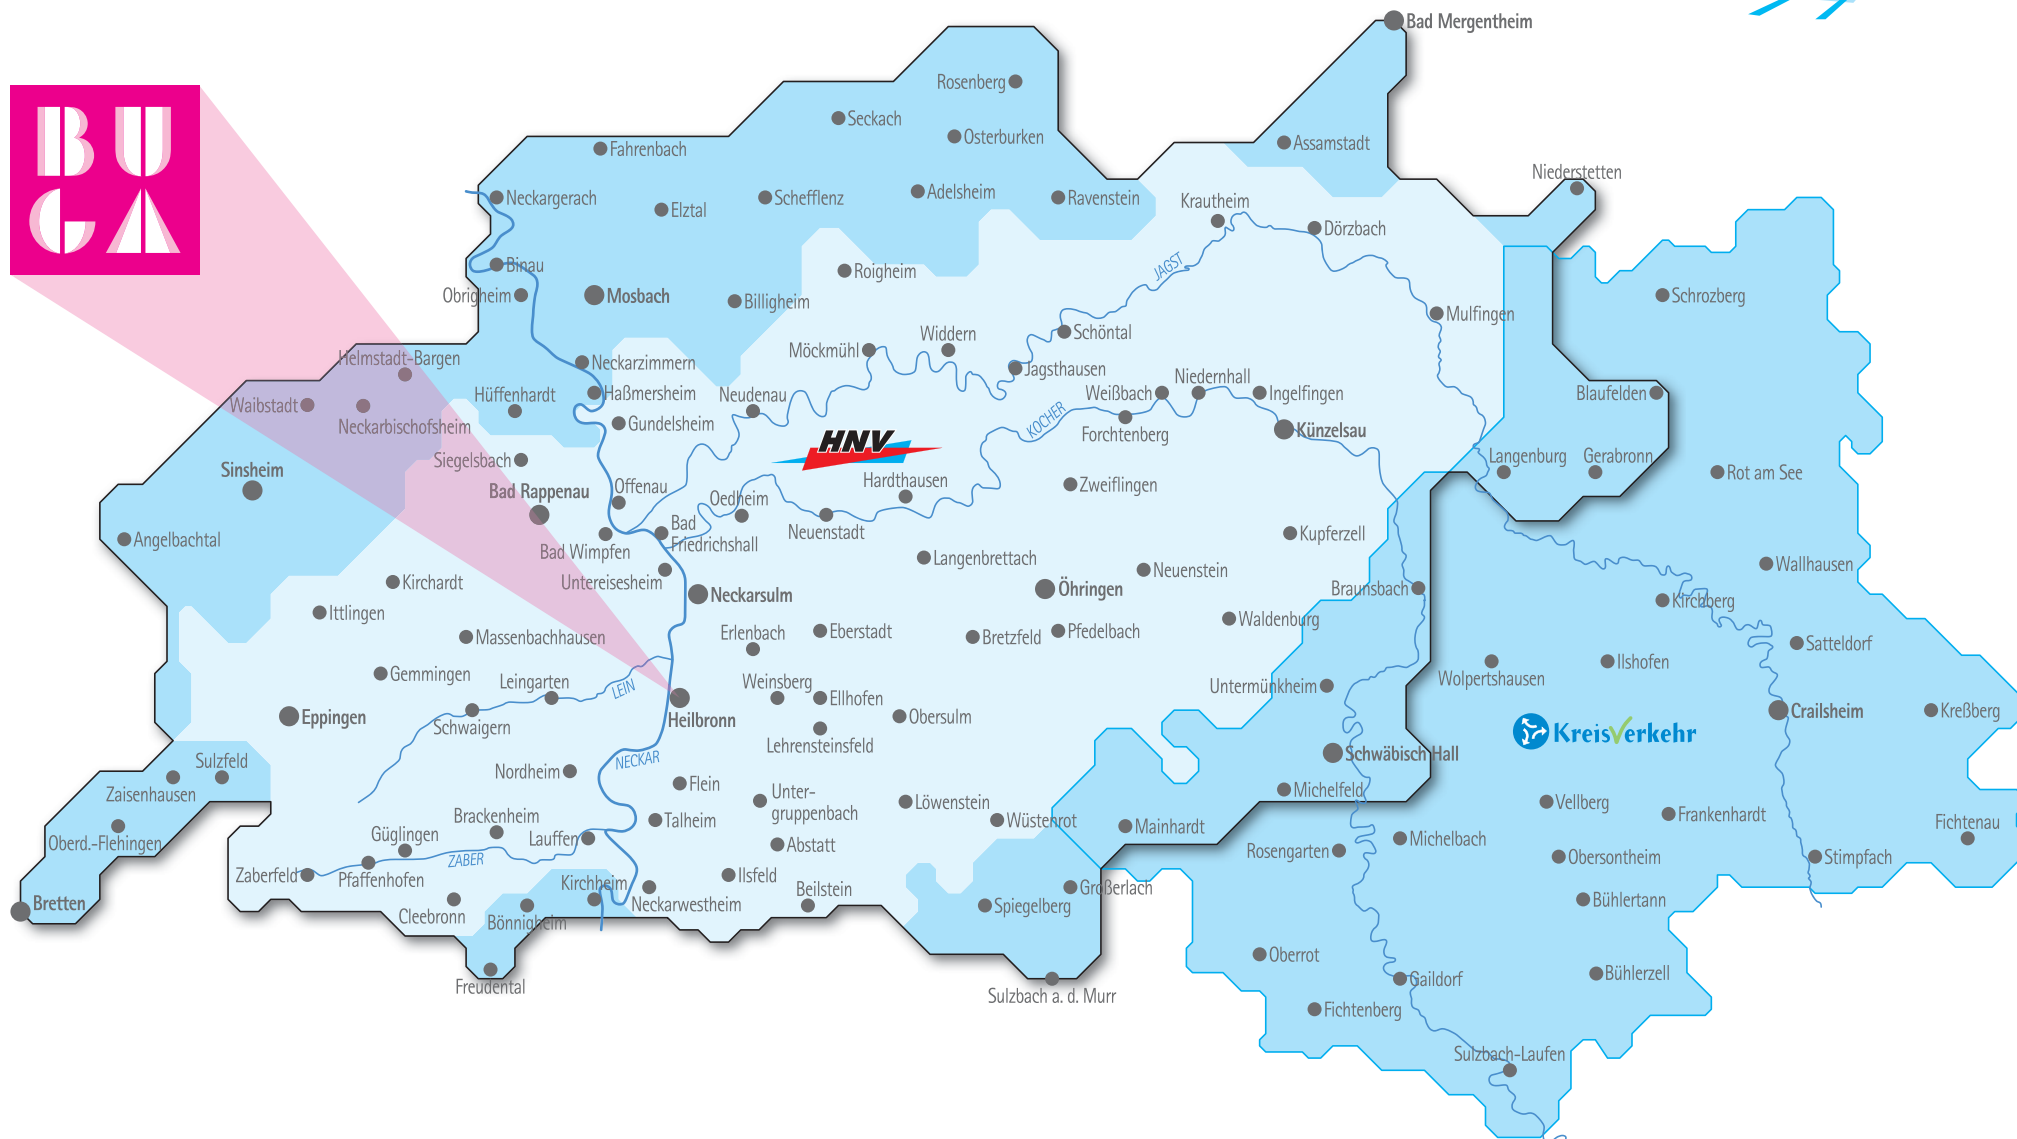 Bad Mergentheim
Rosenberg
BU
GA
Seckach
Osterburken
Fahrenbach
Assamstadt
Niederstetten
Neckargerach
Elztal
Schefflenz
Adelsheim
Ravenstein
Krautheim
Dörzbach
Binau
Roigheim
JAGST
Obrigheim
Mosbach
Billigheim
Schrozberg
Mulfingen
Schöntal
Widdern
Möckmühl
Helmstadt-Bargen
Neckarzimmern
Jagsthausen
Niedernhall
Weißbach
Ingelfingen
Blaufelden
Hüffenhardt
Haßmersheim
Neudenau
Waibstadt
Neckarbischofsheim
Gundelsheim
KOCHER
Forchtenberg
Künzelsau
HNV
Siegelsbach
Sinsheim
Langenburg
Gerabronn
Rot am See
Bad Rappenau
Offenau
Oedheim
Hardthausen
Zweiflingen
Angelbachtal
Bad Wimpfen
Bad
Friedrichshall
Neuenstadt
Kupferzell
Langenbrettach
Neuenstein
Wallhausen
Kirchardt
Untereisesheim
Neckarsulm
Öhringen
Braunsbach
Kirchberg
Ittlingen
Massenbachhausen
Erlenbach
Eberstadt
Bretzfeld
Pfedelbach
Waldenburg
Satteldorf
Gemmingen
Leingarten
LEIN
Weinsberg
Ellhofen
Untermünkheim
Wolpertshausen
Ilshofen
Eppingen
Schwaigern
Heilbronn
Obersulm
Crailsheim
Kreßberg
Lehrensteinsfeld
KreisVerkehr
Schwäbisch Hall
Sulzfeld
Zaisenhausen
Nordheim
NECKAR
Flein
Unter-
gruppenbach
Löwenstein
Michelfeld
Vellberg
Frankenhardt
Fichtenau
Oberd.-Flehingen
Güglingen
Brackenheim
Lauffen
Talheim
Abstatt
Wüstenrot
Mainhardt
Michelbach
Rosengarten
Obersontheim
Stimpfach
Zaberfeld
Pfaffenhofen
ZABER
Kirchheim
Ilsfeld
Beilstein
Großerlach
Bretten
Cleebronn
Bönnigheim
Neckarwestheim
Spiegelberg
Bühlertann
Oberrot
Gaildorf
Bühlerzell
Freudental
Sulzbach a. d. Murr
Fichtenberg
Sulzbach-Laufen